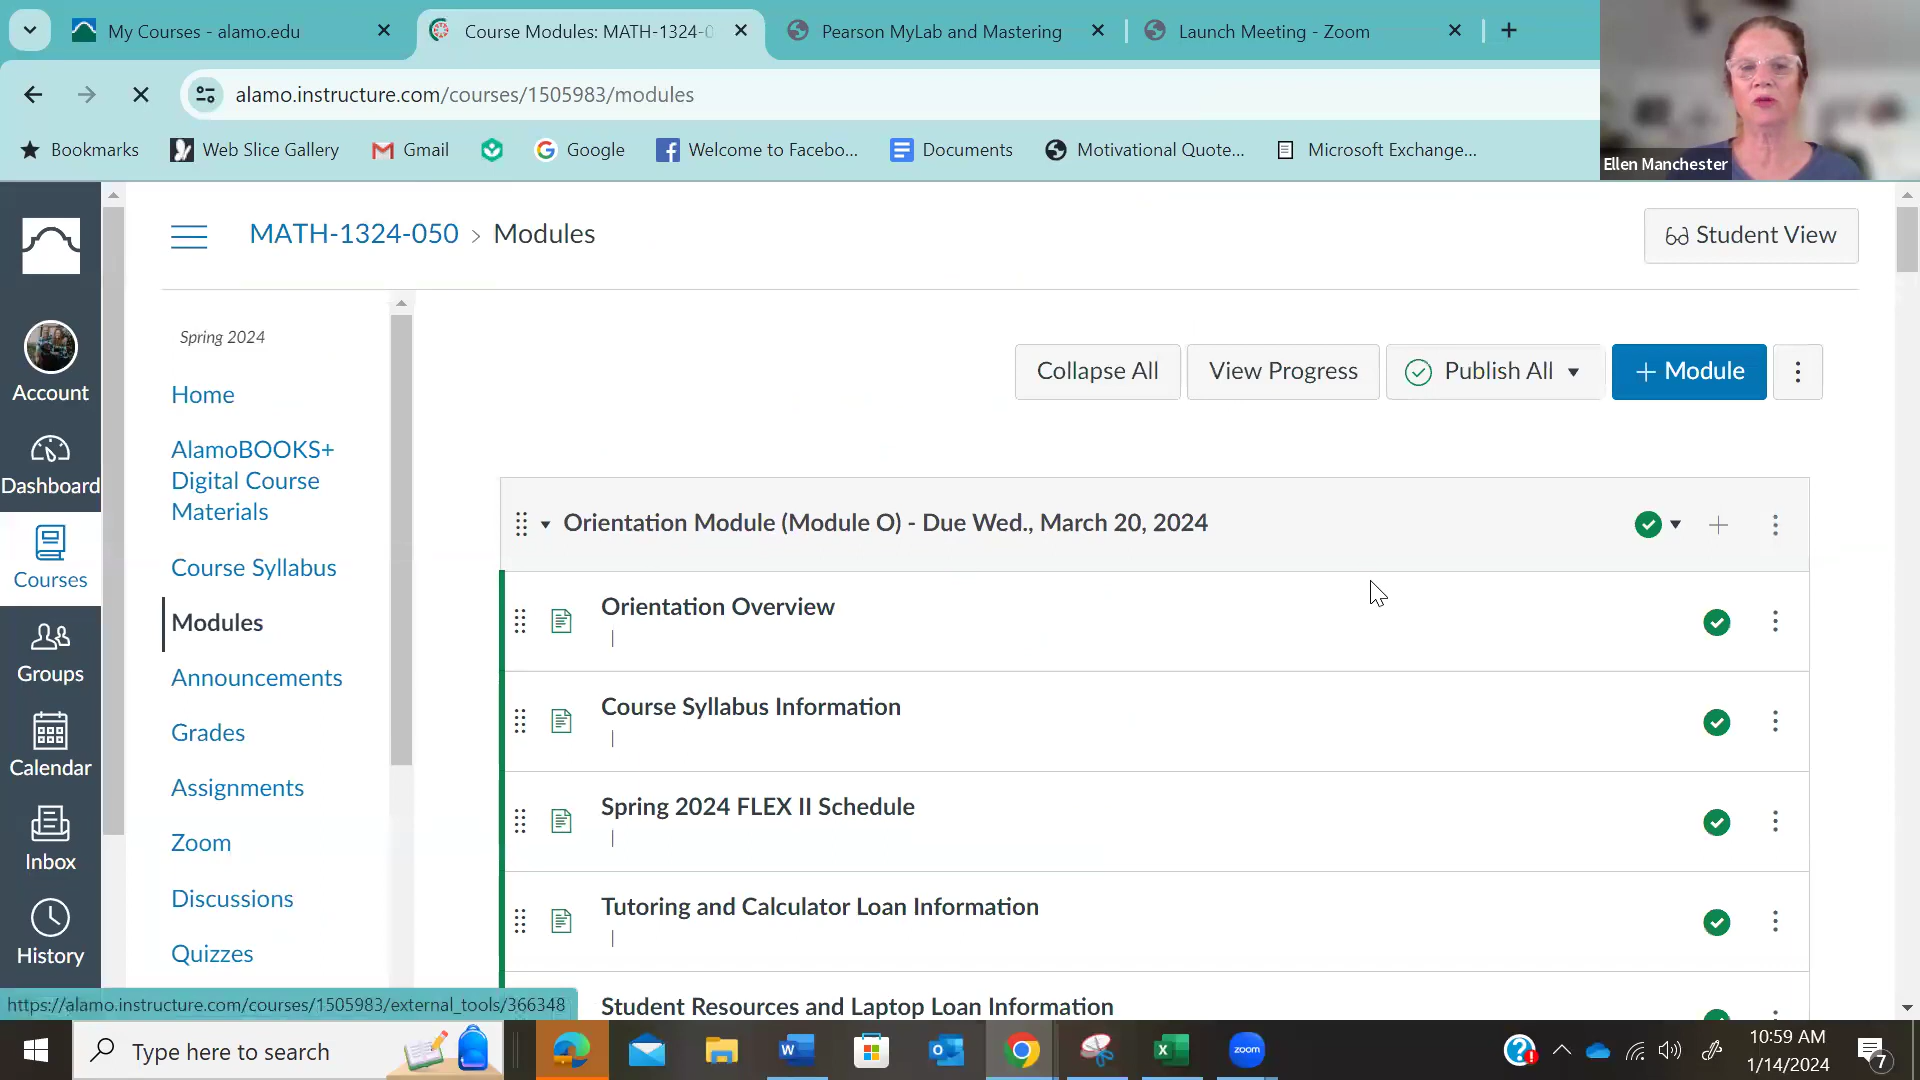 My Courses - alamo.edu
Course Modules: MATH-1324-0
Pearson MyLab and Mastering
Launch Meeting - Zoom
alamo.instructure.com/courses/1505983/modules
Bookmarks
Web Slice Gallery
Gmail
Google
Welcome to Facebo...
Documents
Motivational Quote...
Microsoft Exchange...
Ellen Manchester
MATH-1324-050 > Modules
Student View
Account
Dashboard
Courses
Groups
Calendar
Inbox
History
Spring 2024
Home
AlamoBOOKS+
Digital Course
Materials
Course Syllabus
Modules
Announcements
Grades
Assignments
Zoom
Discussions
Quizzes
Collapse All
View Progress
Publish All
+ Module
Orientation Module (Module O) - Due Wed., March 20, 2024
Orientation Overview
|
Course Syllabus Information
|
Spring 2024 FLEX II Schedule
|
Tutoring and Calculator Loan Information
|
Student Resources and Laptop Loan Information
https://alamo.instructure.com/courses/1505983/external_tools/366348
Type here to search
zoom
10:59 AM
1/14/2024
7